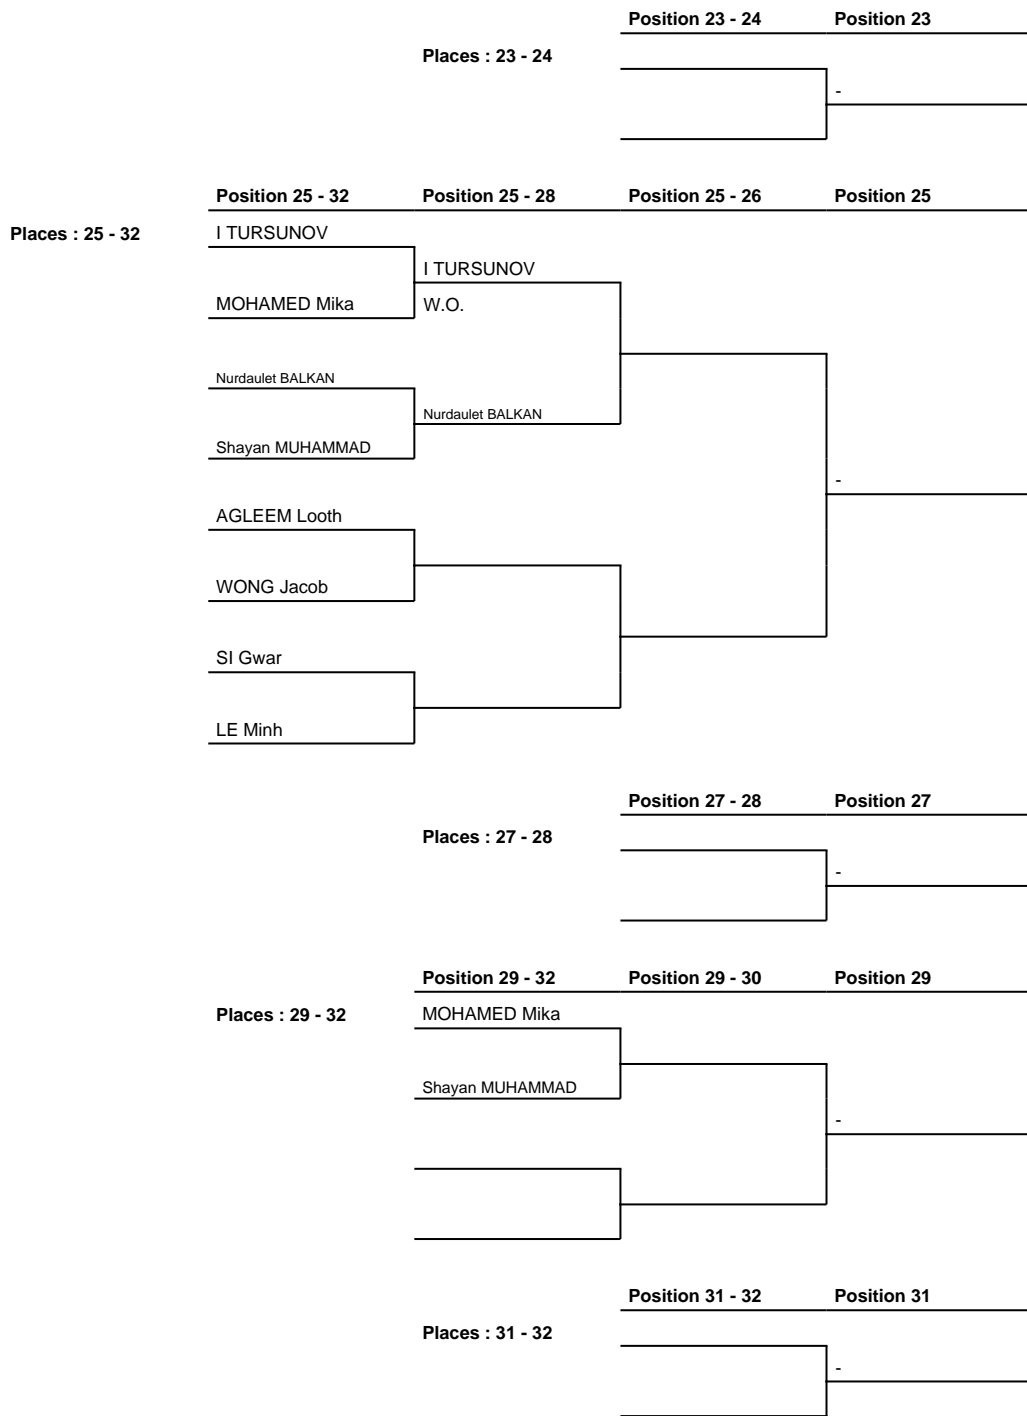 Position 23 - 24 Position 23
Places : 23 - 24
-
Position 25 - 32 Position 25 - 28 Position 25 - 26 Position 25
Places : 25 - 32 I TURSUNOV
I TURSUNOV
MOHAMED Mika W.O.
Nurdaulet BALKAN
Nurdaulet BALKAN
Shayan MUHAMMAD
-
AGLEEM Looth
WONG Jacob
SI Gwar
LE Minh
Position 27 - 28 Position 27
Places : 27 - 28
-
Position 29 - 32 Position 29 - 30 Position 29
Places : 29 - 32 MOHAMED Mika
Shayan MUHAMMAD
-
Position 31 - 32 Position 31
Places : 31 - 32
-